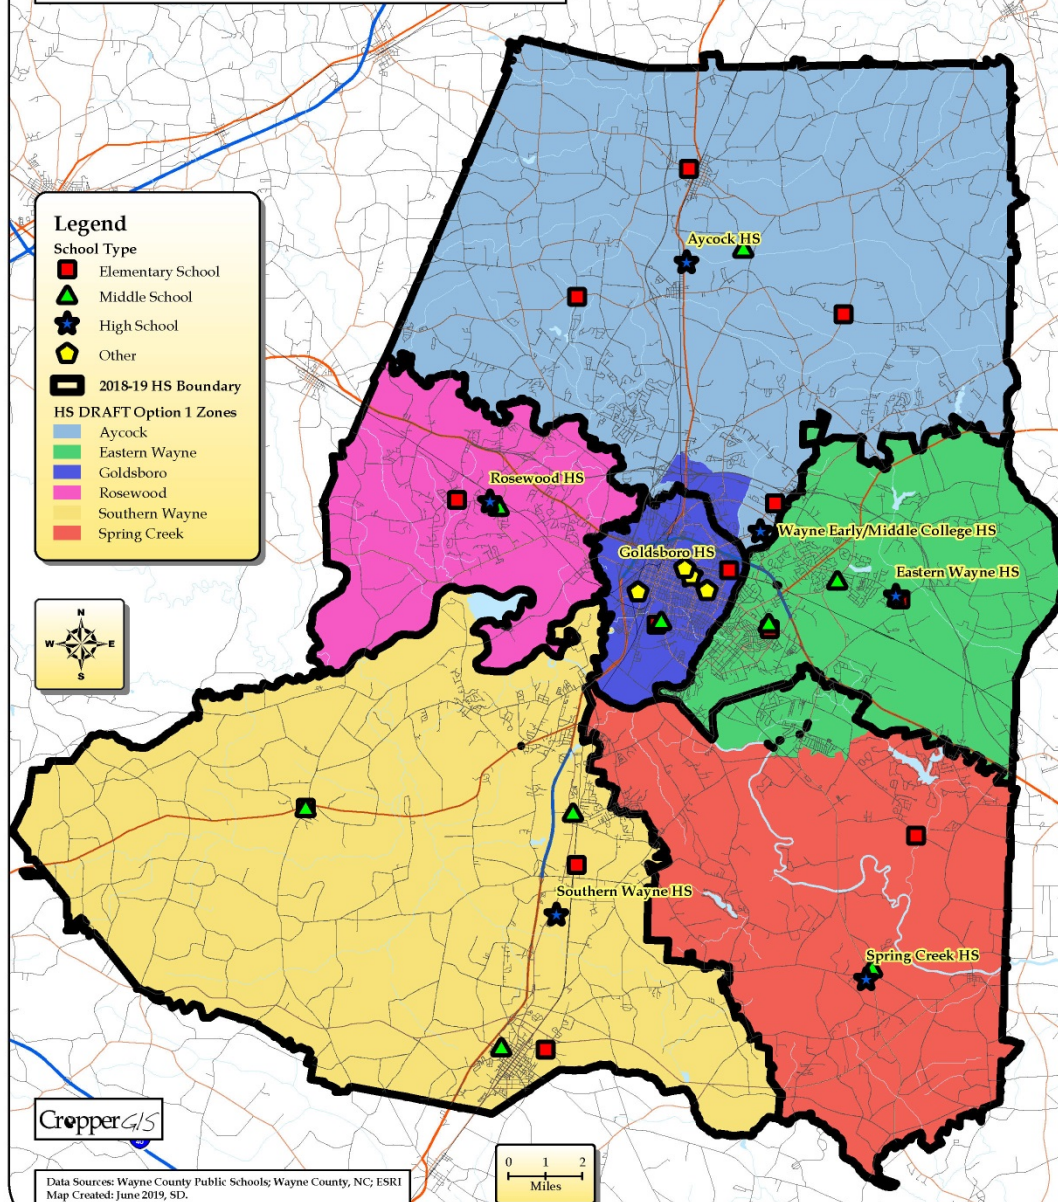 Legend
School Type
Elementary School
Middle School
High School
Other
2018-19 HS Boundary
HS DRAFT Option 1 Zones
Aycock
Eastern Wayne
Goldsboro
Rosewood
Southern Wayne
Spring Creek
N
W E
S
Aycock HS
Rosewood HS
Wayne Early/Middle College HS
Goldsboro HS
Eastern Wayne HS
Southern Wayne HS
Spring Creek HS
Cropper GIS
40
0 1 2
Miles
Data Sources: Wayne County Public Schools; Wayne County, NC; ESRI
Map Created: June 2019, SD.